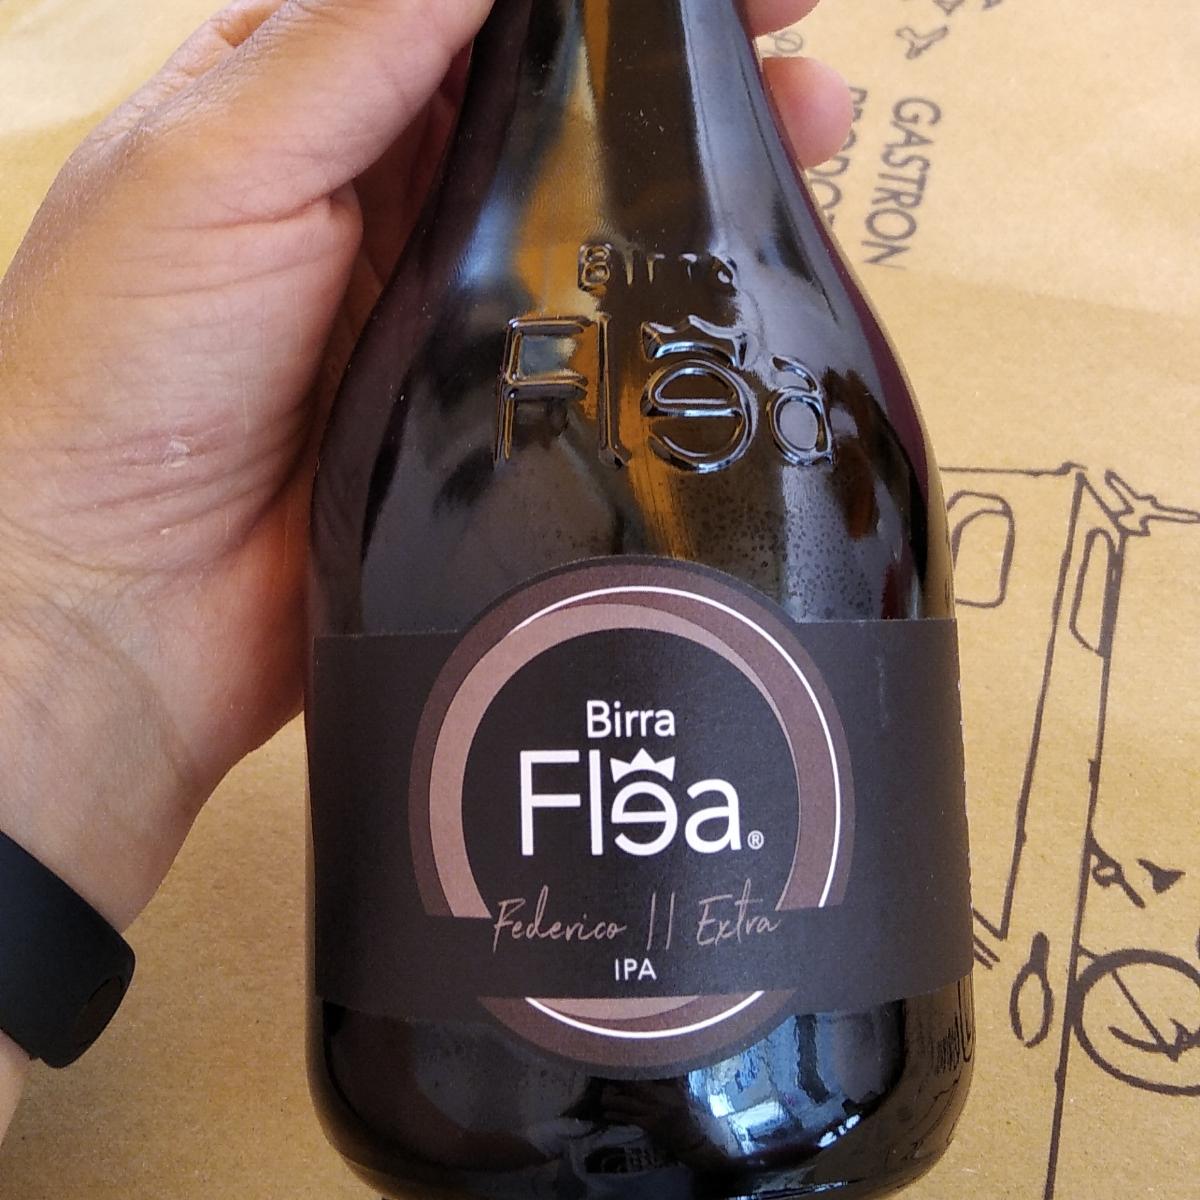 Birra
Flea
Birra
Flea®
Federico II Extra
IPA
GASTRON